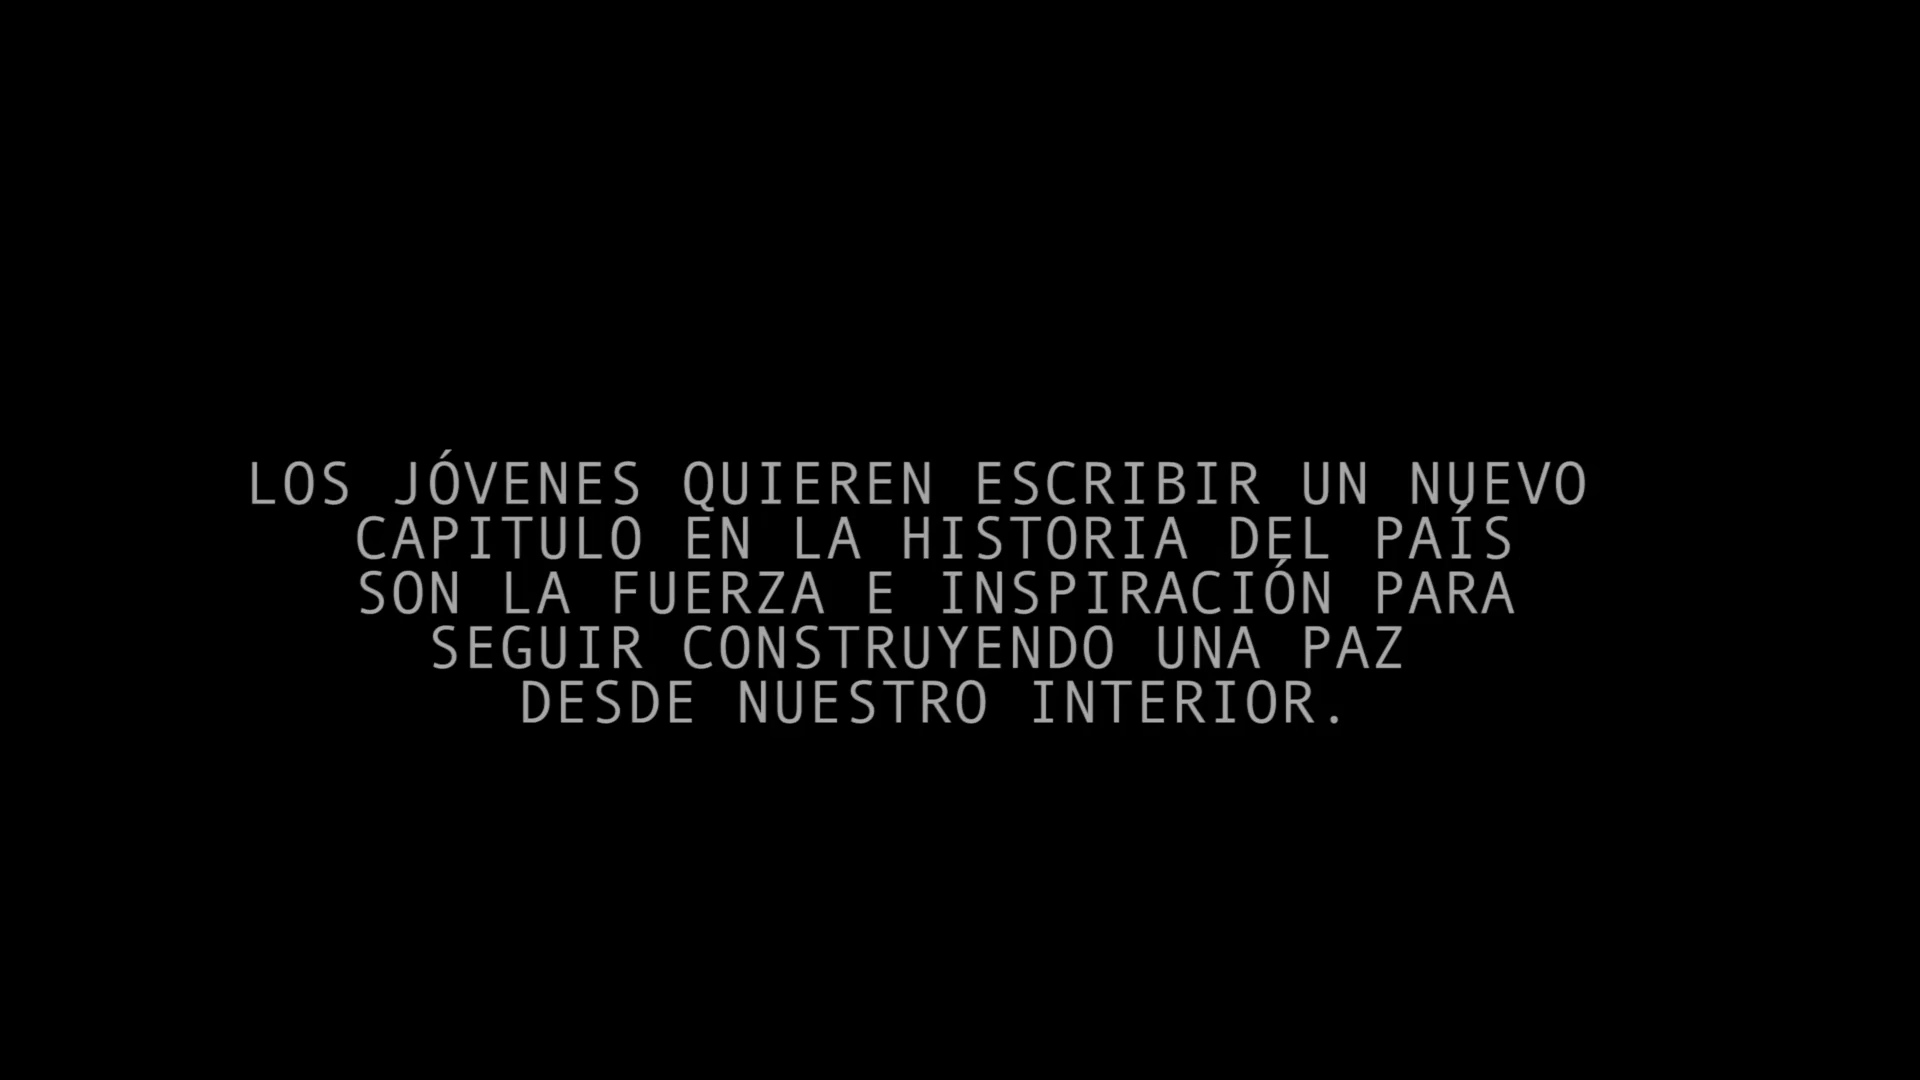 LOS JÓVENES QUIEREN ESCRIBIR UN NUEVO
CAPITULO EN LA HISTORIA DEL PAÍS
SON LA FUERZA E INSPIRACIÓN PARA
SEGUIR CONSTRUYENDO UNA PAZ
DESDE NUESTRO INTERIOR.